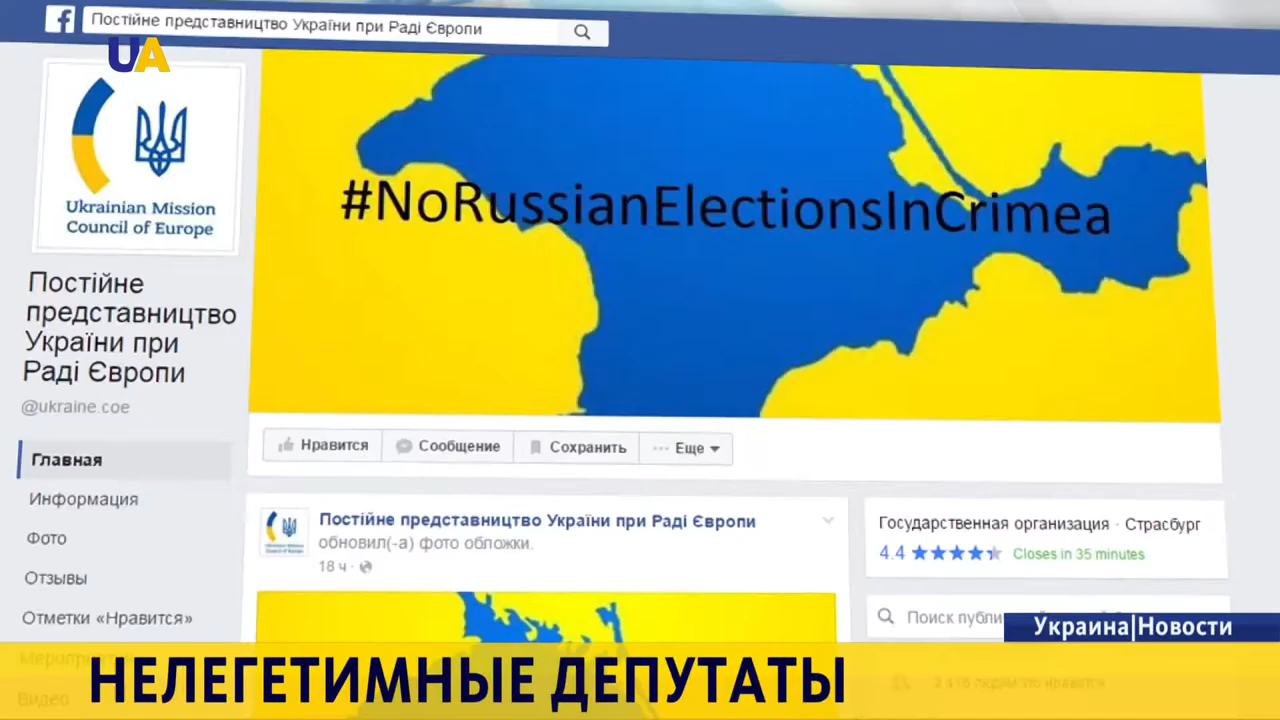 Постійне представництво України при Раді Європи
UA
Ukrainian Mission
Council of Europe
#NoRussianElectionsInCrimea
Постійне
представництво
України при
Раді Європи
@ukraine.coe
Нравится
Сообщение
Сохранить
Еще
Главная
Информация
Фото
Отзывы
Отметки «Нравится»
Видео
Постійне представництво України при Раді Європи
обновил(-а) фото обложки.
18 ч ·
Государственная организация · Страсбург
4.4
Closes in 35 minutes
Поиск
Украина|Новости
НЕЛЕГЕТИМНЫЕ ДЕПУТАТЫ